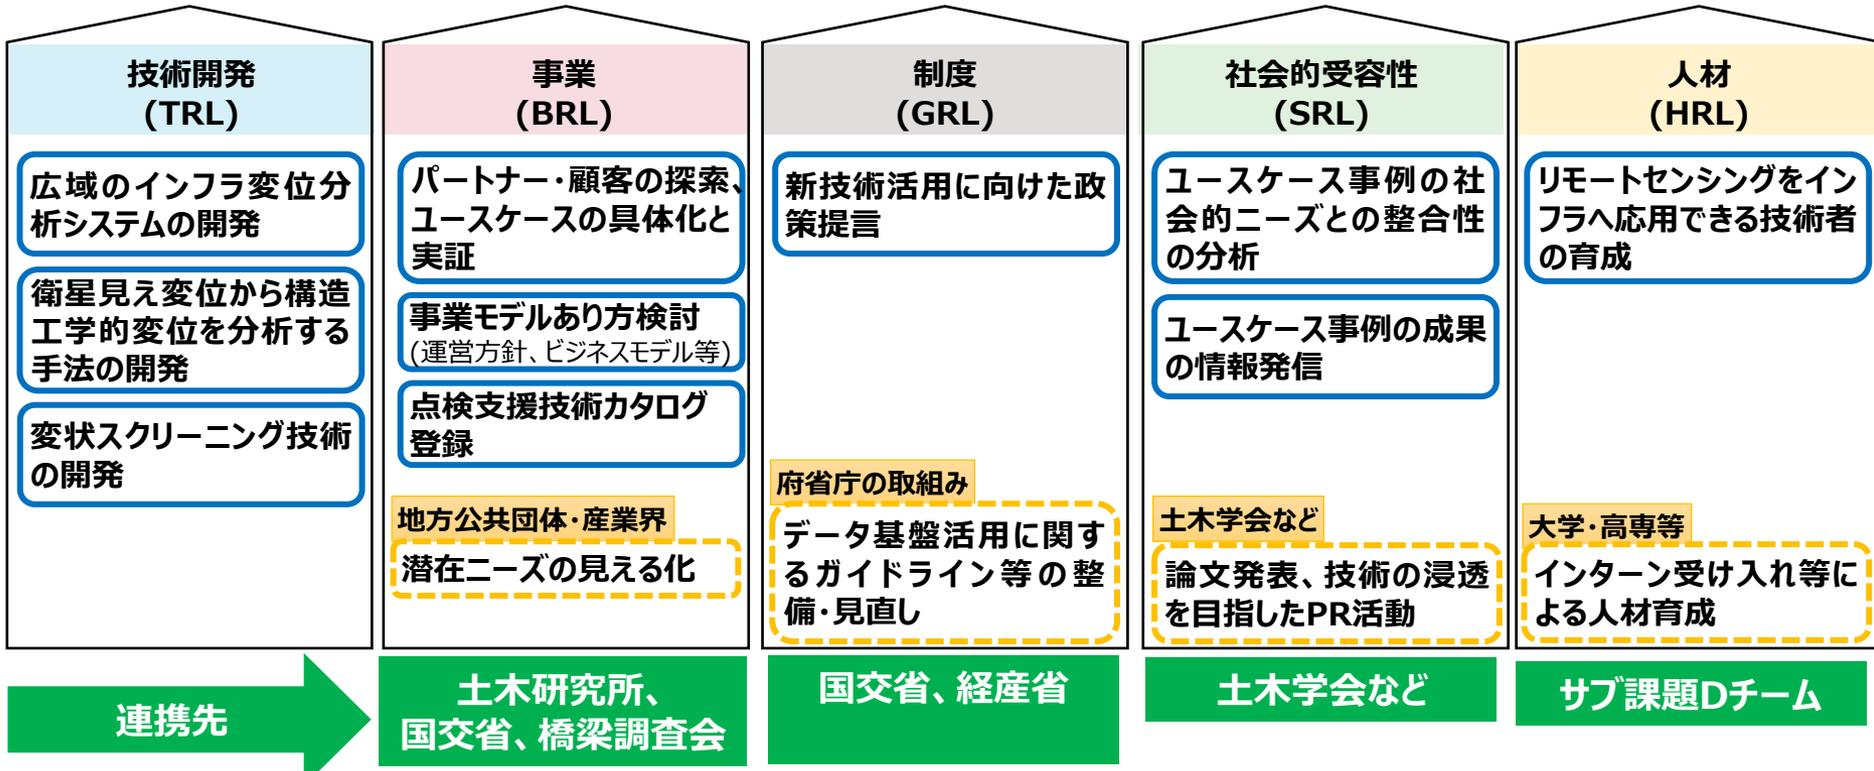 技術開発
(TRL)
広域のインフラ変位分
析システムの開発
衛星見え変位から構造
工学的変位を分析する
手法の開発
変状スクリーニング技術
の開発
事業
(BRL)
パートナー・顧客の探索、
ユースケースの具体化と
実証
事業モデルあり方検討
(運営方針、ビジネスモデル等)
点検支援技術カタログ
登録
地方公共団体・産業界
潜在ニーズの見える化
制度
(GRL)
新技術活用に向けた政
策提言
府省庁の取組み
データ基盤活用に関す
るガイドライン等の整
備・見直し
社会的受容性
(SRL)
ユースケース事例の社
会的ニーズとの整合性
の分析
ユースケース事例の成果
の情報発信
土木学会など
論文発表、技術の浸透
を目指したPR活動
人材
(HRL)
リモートセンシングをイン
フラへ応用できる技術者
の育成
大学・高専等
インターン受け入れ等に
よる人材育成
連携先
土木研究所、
国交省、橋梁調査会
国交省、経産省
土木学会など
サブ課題Dチーム